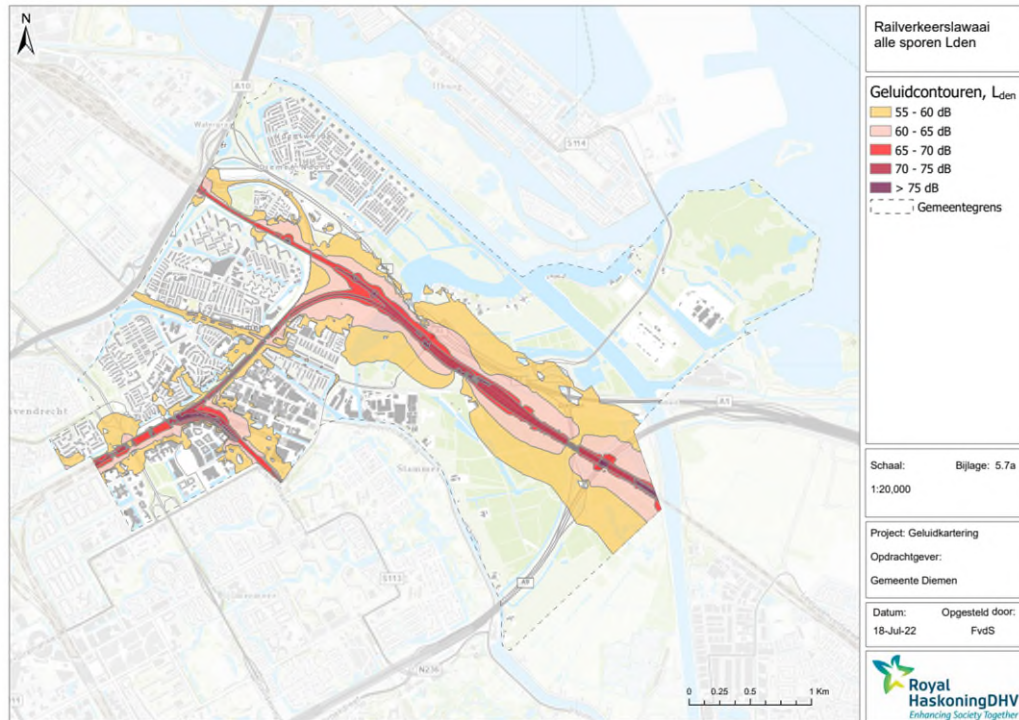 N
A10
S114
A1
Stammer
S113
A9
N236
0 0.25 0.5 1 Km
Railverkeerslawaai
alle sporen Lden
Geluidcontouren, Lden
55 - 60 dB
60 - 65 dB
65 - 70 dB
70 - 75 dB
> 75 dB
Gemeentegrens
Schaal: Bijlage: 5.7a
1:20,000
Project: Geluidkartering
Opdrachtgever:
Gemeente Diemen
Datum: Opgesteld door:
18-Jul-22 FvdS
Royal
HaskoningDHV
Enhancing Society Together